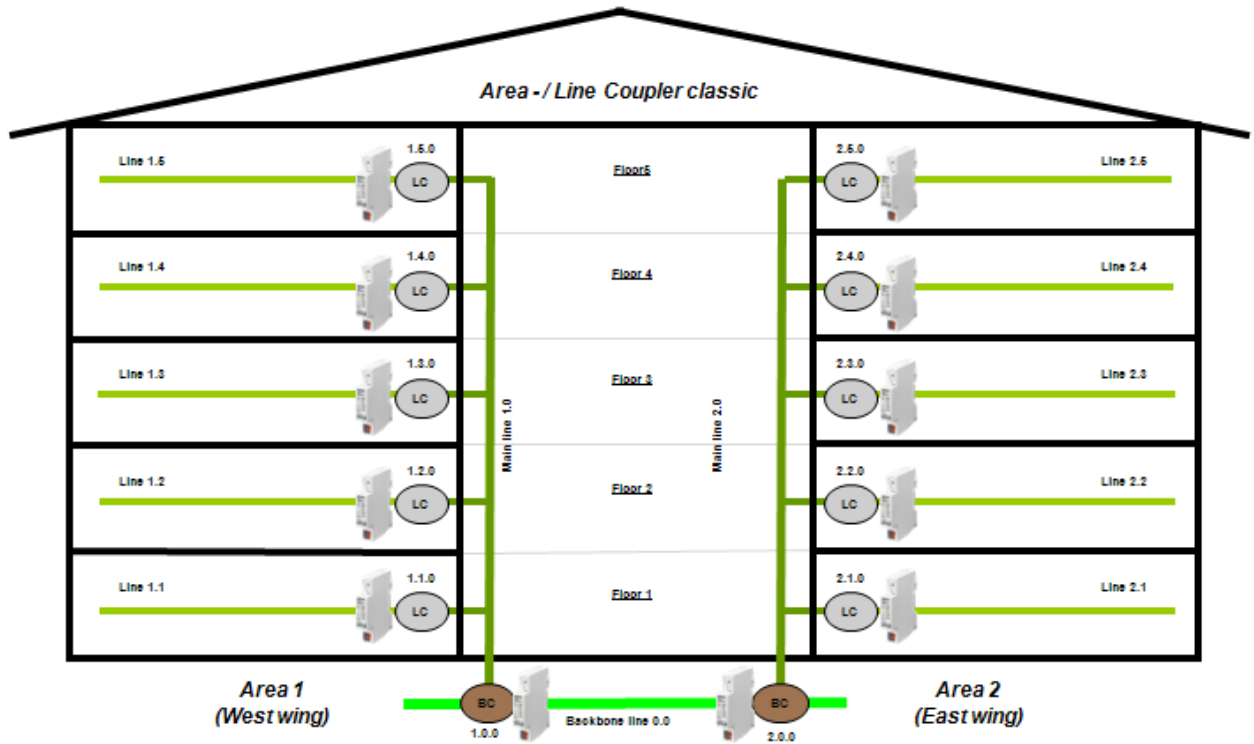 Area - / Line Coupler classic
Line 1.5
1.5.0
LC
Floor5
2.5.0
LC
Line 2.5
Line 1.4
1.4.0
LC
Floor 4
2.4.0
LC
Line 2.4
Line 1.3
1.3.0
LC
Floor 3
2.3.0
LC
Line 2.3
Main line 1.0
Main line 2.0
Line 1.2
1.2.0
LC
Floor 2
2.2.0
LC
Line 2.2
Line 1.1
1.1.0
LC
Floor 1
2.1.0
LC
Line 2.1
Area 1
(West wing)
BC
1.0.0
Backbone line 0.0
BC
2.0.0
Area 2
(East wing)